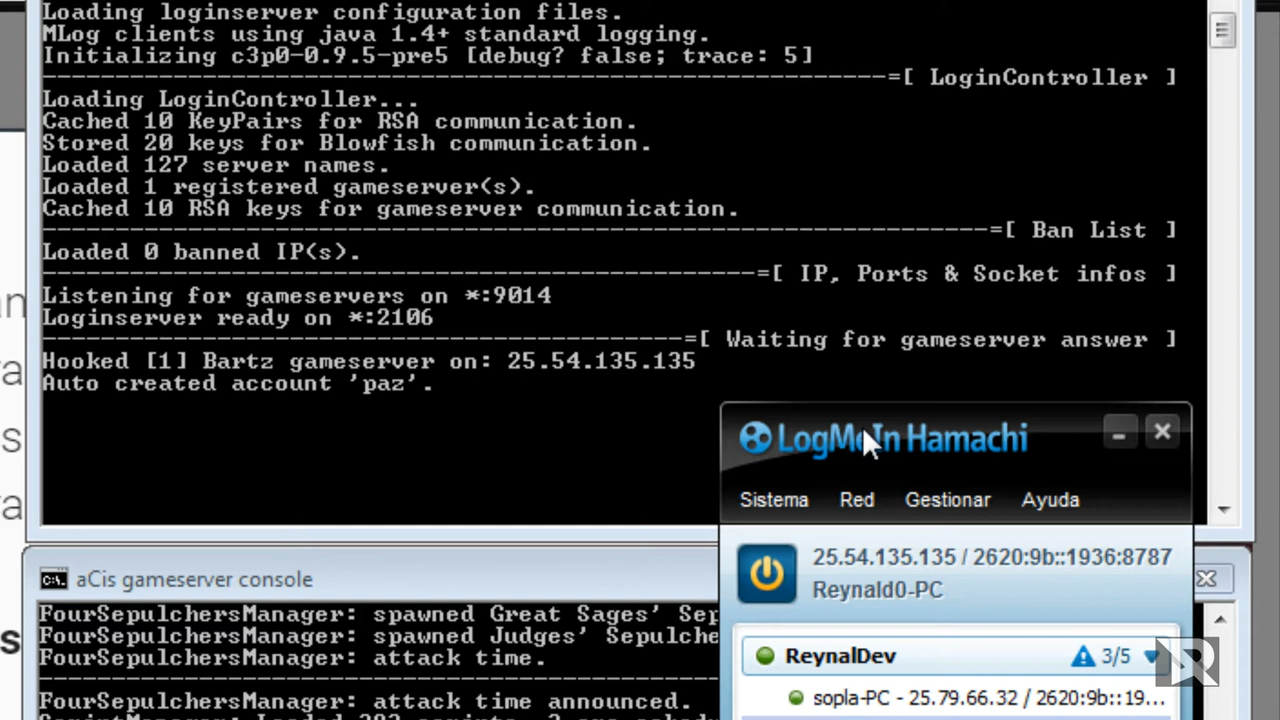 Loading loginserver configuration files.
MLog clients using java 1.4+ standard logging.
Initializing c3p0-0.9.5-pre5 [debug? false; trace: 5]
----------------------------------------------------------=[ LoginController ]
Loading LoginController...
Cached 10 KeyPairs for RSA communication.
Stored 20 keys for Blowfish communication.
Loaded 127 server names.
Loaded 1 registered gameserver(s).
Cached 10 RSA keys for gameserver communication.
-----------------------------------------------------------------=[ Ban List ]
Loaded 0 banned IP(s).
-------------------------------------------------=[ IP, Ports & Socket infos ]
Listening for gameservers on *:9014
Loginserver ready on *:2106
--------------------------------------------=[ Waiting for gameserver answer ]
Hooked [1] Bartz gameserver on: 25.54.135.135
Auto created account 'paz'.
LogMeIn Hamachi
Sistema Red Gestionar Ayuda
25.54.135.135 / 2620:9b::1936:8787
Reynald0-PC
ReynalDev 3/5
sopla-PC - 25.79.66.32 / 2620:9b::19...
C:\. aCis gameserver console
FourSepulchersManager: spawned Great Sages' Sep
FourSepulchersManager: spawned Judges' Sepulche
FourSepulchersManager: attack time.
FourSepulchersManager: attack time announced.